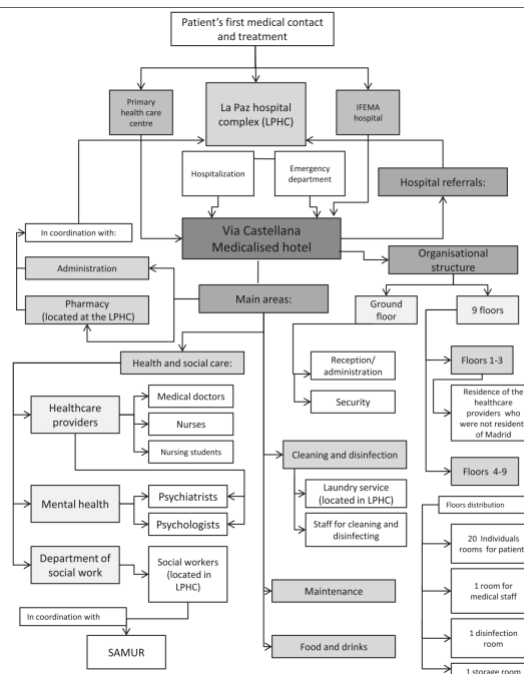 Patient's first medical contact
and treatment
Primary
health care
centre
La Paz hospital
complex (LPHC)
IFEMA
hospital
Hospitalization
Emergency
department
Hospital referrals:
In coordination with:
Via Castellana
Medicalised hotel
Organisational
structure
Administration
Pharmacy
(located at the LPHC)
Main areas:
Ground
floor
9 floors
Health and social care:
Reception/
administration
Security
Floors 1-3
Residence of the
healthcare
providers who
were not resident
of Madrid
Floors 4-9
Healthcare
providers
Medical doctors
Nurses
Nursing students
Cleaning and disinfection
Laundry service
(located in LPHC)
Staff for cleaning and
disinfecting
Mental health
Psychiatrists
Psychologists
Floors distribution
20 Individuals
rooms for patient
1 room for
medical staff
1 disinfection
room
1 storage room
Department of
social work
Social workers
(located in
LPHC)
Maintenance
In coordination with
SAMUR
Food and drinks